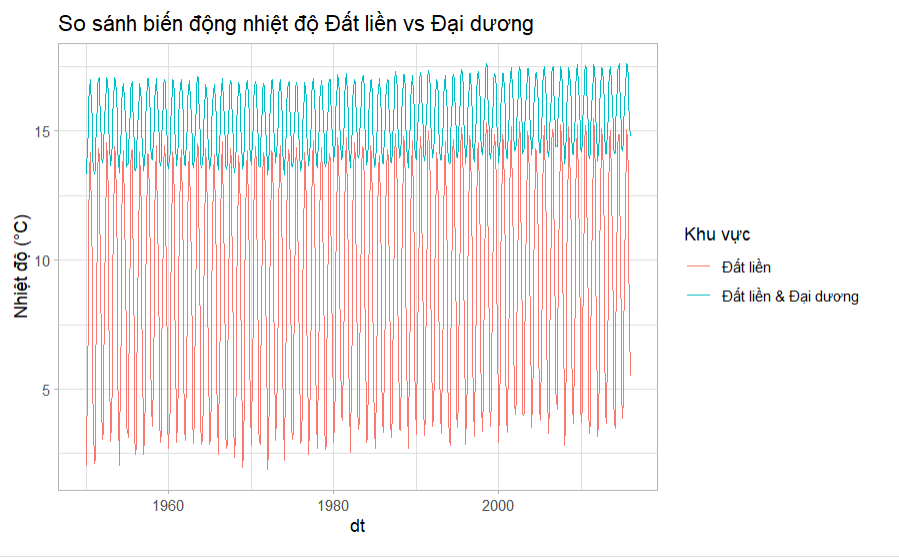 So sánh biến động nhiệt độ Đất liền vs Đại dương
Nhiệt độ (°C)
15
10
5
1960
1980
2000
dt
Khu vực
Đất liền
Đất liền & Đại dương